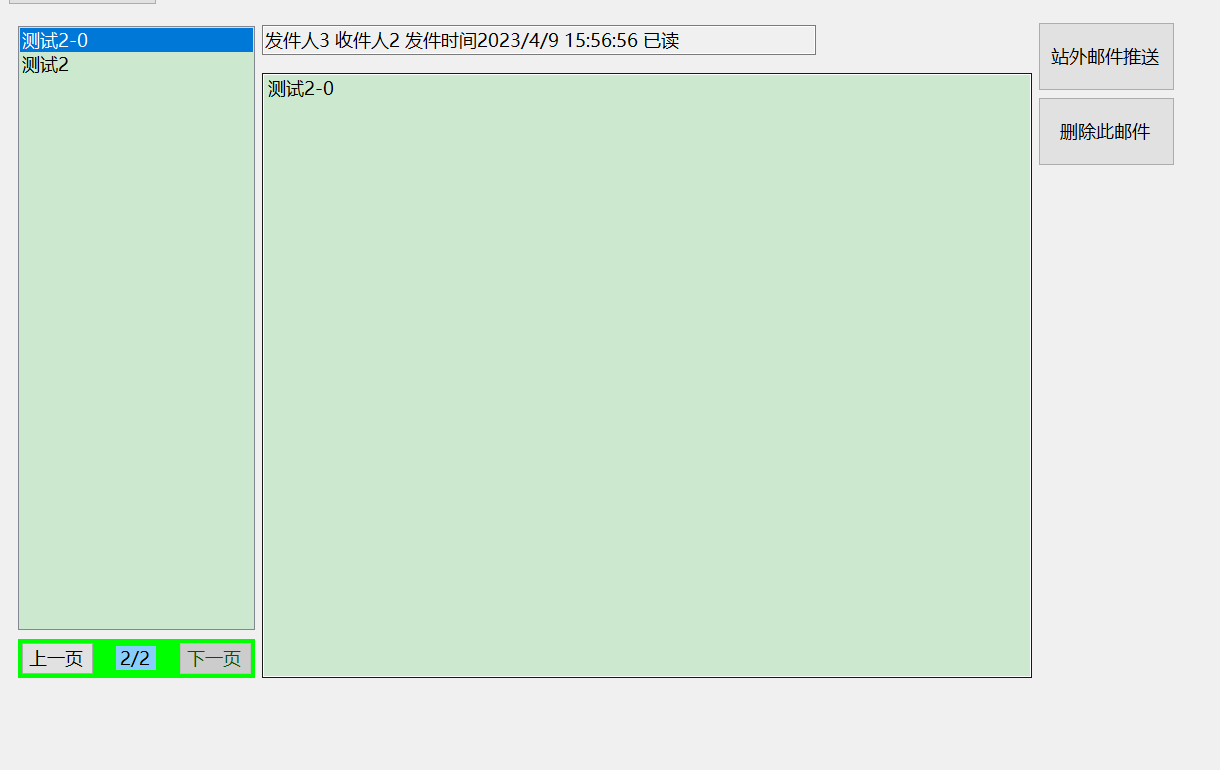 测试2-0
测试2
发件人3 收件人2 发件时间2023/4/9 15:56:56 已读
测试2-0
站外邮件推送
删除此邮件
上一页 2/2 下一页